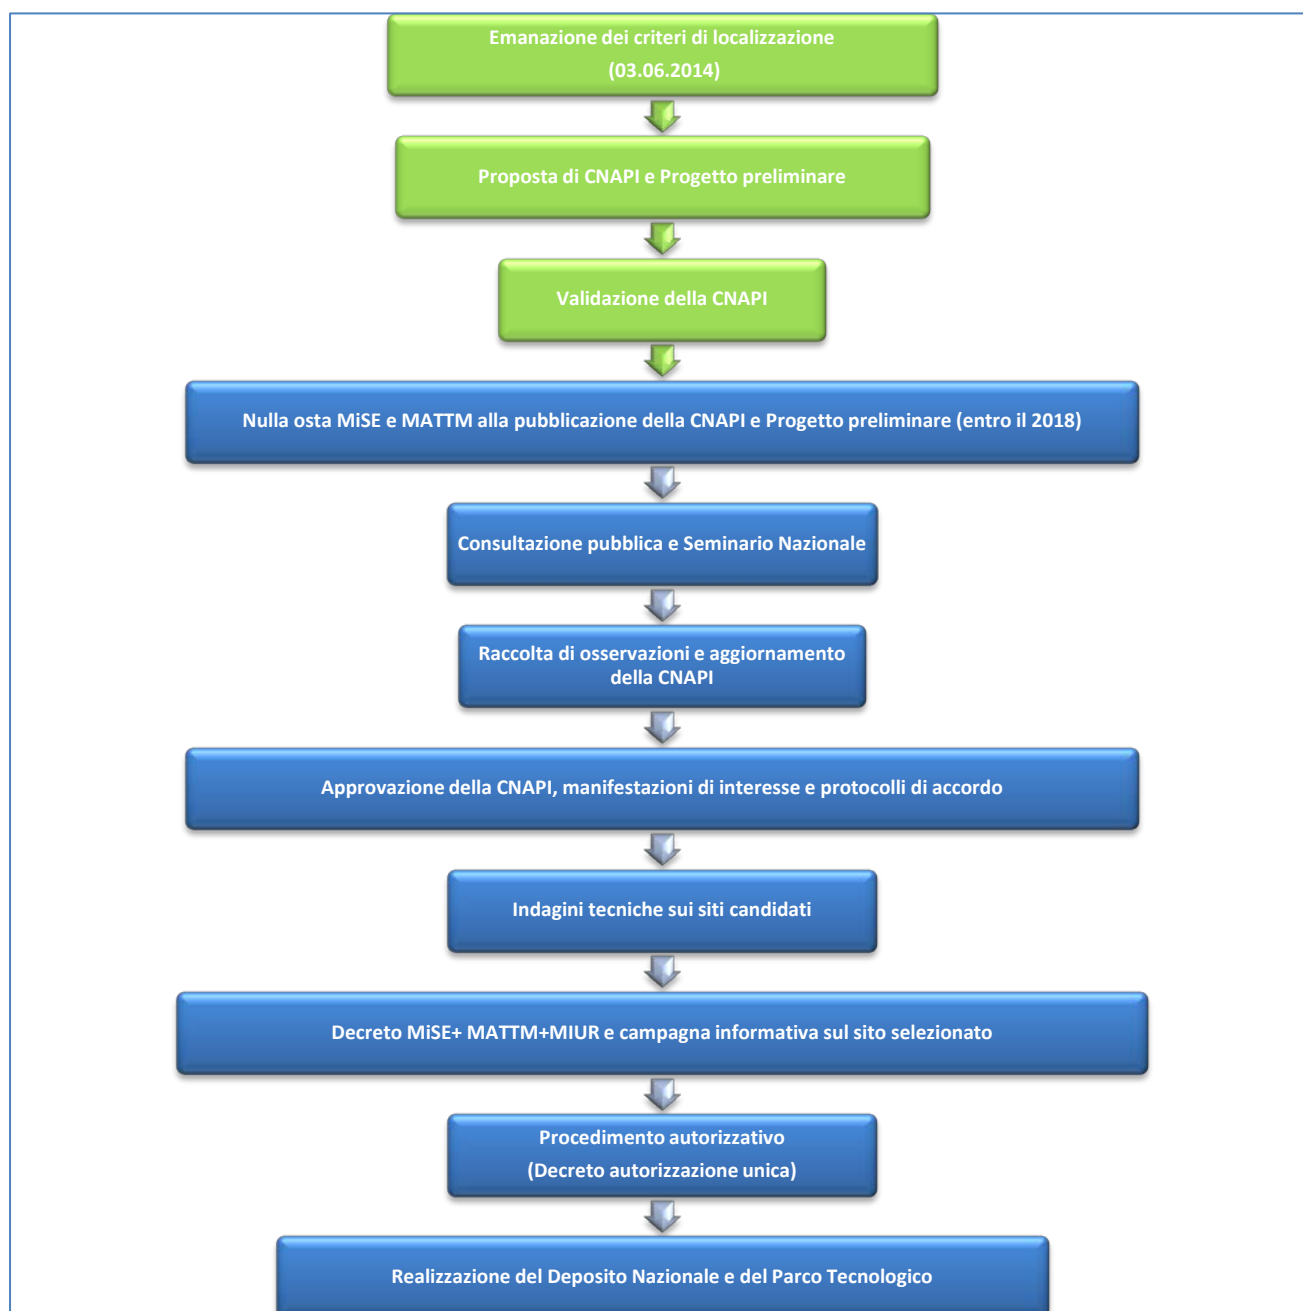 Emanazione dei criteri di localizzazione
(03.06.2014)
Proposta di CNAPI e Progetto preliminare
Validazione della CNAPI
Nulla osta MiSE e MATTM alla pubblicazione della CNAPI e Progetto preliminare (entro il 2018)
Consultazione pubblica e Seminario Nazionale
Raccolta di osservazioni e aggiornamento
della CNAPI
Approvazione della CNAPI, manifestazioni di interesse e protocolli di accordo
Indagini tecniche sui siti candidati
Decreto MiSE+ MATTM+MIUR e campagna informativa sul sito selezionato
Procedimento autorizzativo
(Decreto autorizzazione unica)
Realizzazione del Deposito Nazionale e del Parco Tecnologico